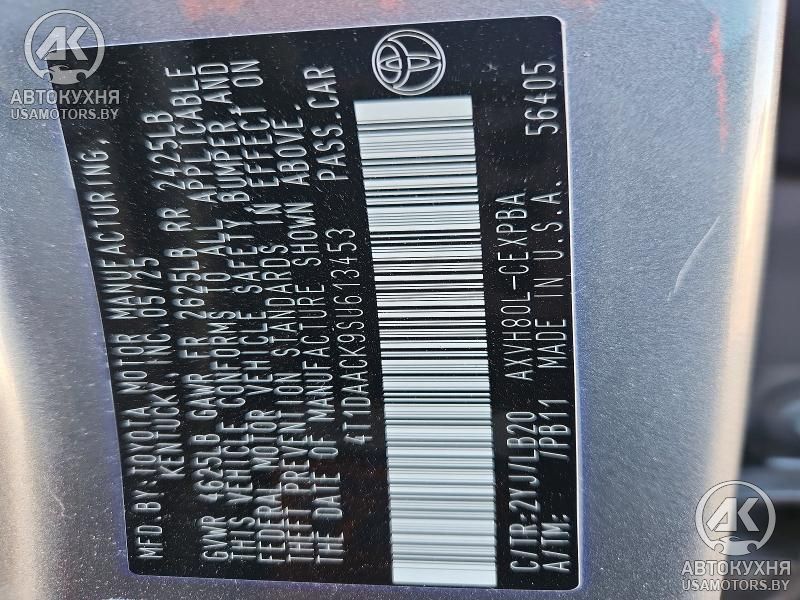 MFD. BY: TOYOTA MOTOR MANUFACTURING,
KENTUCKY, INC. 05/25
GVWR 4625LB GAWR FR 2625LB RR 2425LB
THIS VEHICLE CONFORMS TO ALL APPLICABLE
FEDERAL MOTOR VEHICLE SAFETY BUMPER AND
THEFT PREVENTION STANDARDS IN EFFECT ON
THE DATE OF MANUFACTURE SHOWN ABOVE.
4T1DAACK9SU613453 PASS. CAR
C/TR: 2YJ/LB20 AXVH80L-CEXPBA 56405
A/TM: /PB11 MADE IN U.S.A.
АК
АВТОКУХНЯ
USAMOTORS.BY
АК
АВТОКУХНЯ
USAMOTORS.BY